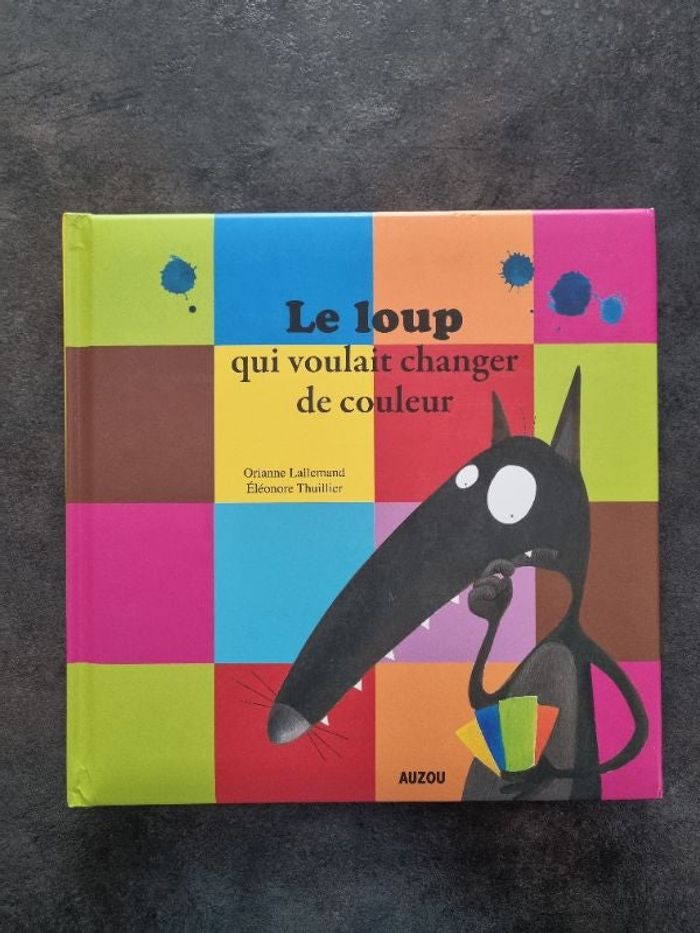 Le loup
qui voulait changer
de couleur
Orianne Lallemand
Éléonore Thuillier
AUZOU